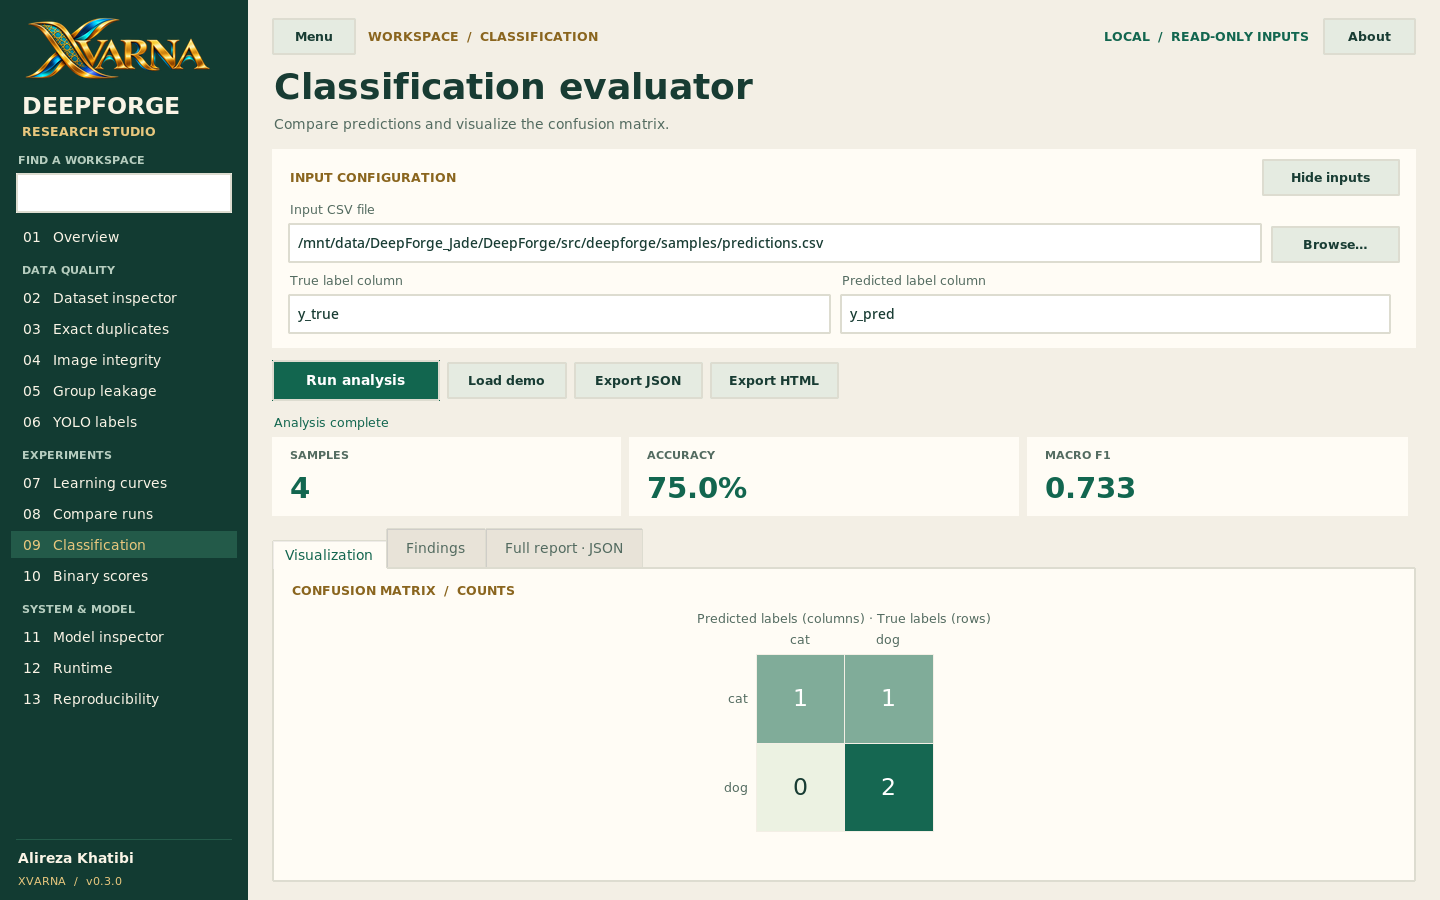 XVARNA
DEEPFORGE
RESEARCH STUDIO
FIND A WORKSPACE
01 Overview
DATA QUALITY
02 Dataset inspector
03 Exact duplicates
04 Image integrity
05 Group leakage
06 YOLO labels
EXPERIMENTS
07 Learning curves
08 Compare runs
09 Classification
10 Binary scores
SYSTEM & MODEL
11 Model inspector
12 Runtime
13 Reproducibility
Alireza Khatibi
XVARNA / v0.3.0
Menu
WORKSPACE / CLASSIFICATION
LOCAL / READ-ONLY INPUTS
About
Classification evaluator
Compare predictions and visualize the confusion matrix.
INPUT CONFIGURATION
Hide inputs
Input CSV file
/mnt/data/DeepForge_Jade/DeepForge/src/deepforge/samples/predictions.csv
Browse...
True label column
Predicted label column
y_true
y_pred
Run analysis
Load demo
Export JSON
Export HTML
Analysis complete
SAMPLES
4
ACCURACY
75.0%
MACRO F1
0.733
Visualization
Findings
Full report · JSON
CONFUSION MATRIX / COUNTS
Predicted labels (columns) · True labels (rows)
cat dog
cat 1 1
dog 0 2